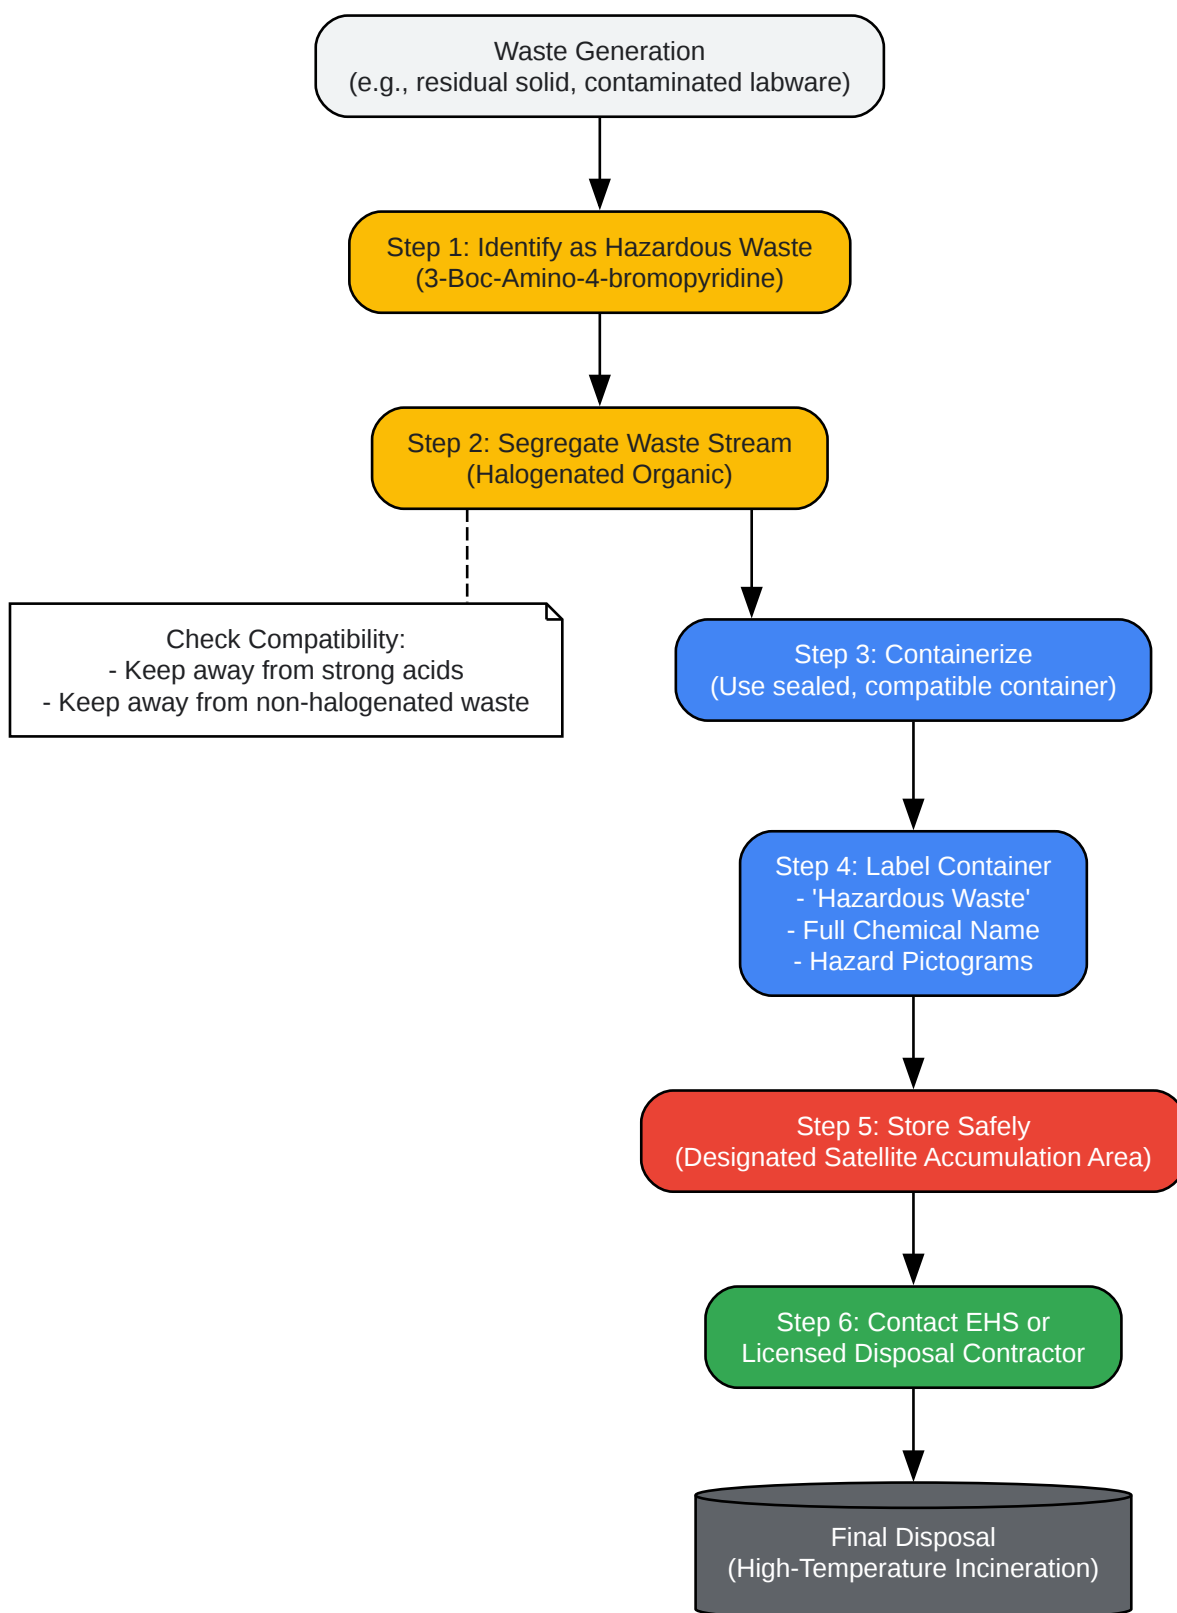 Waste Generation
(e.g., residual solid, contaminated labware)
Step 1: Identify as Hazardous Waste
(3-Boc-Amino-4-bromopyridine)
Step 2: Segregate Waste Stream
(Halogenated Organic)
Check Compatibility:
- Keep away from strong acids
- Keep away from non-halogenated waste
Step 3: Containerize
(Use sealed, compatible container)
Step 4: Label Container
- 'Hazardous Waste'
- Full Chemical Name
- Hazard Pictograms
Step 5: Store Safely
(Designated Satellite Accumulation Area)
Step 6: Contact EHS or
Licensed Disposal Contractor
Final Disposal
(High-Temperature Incineration)